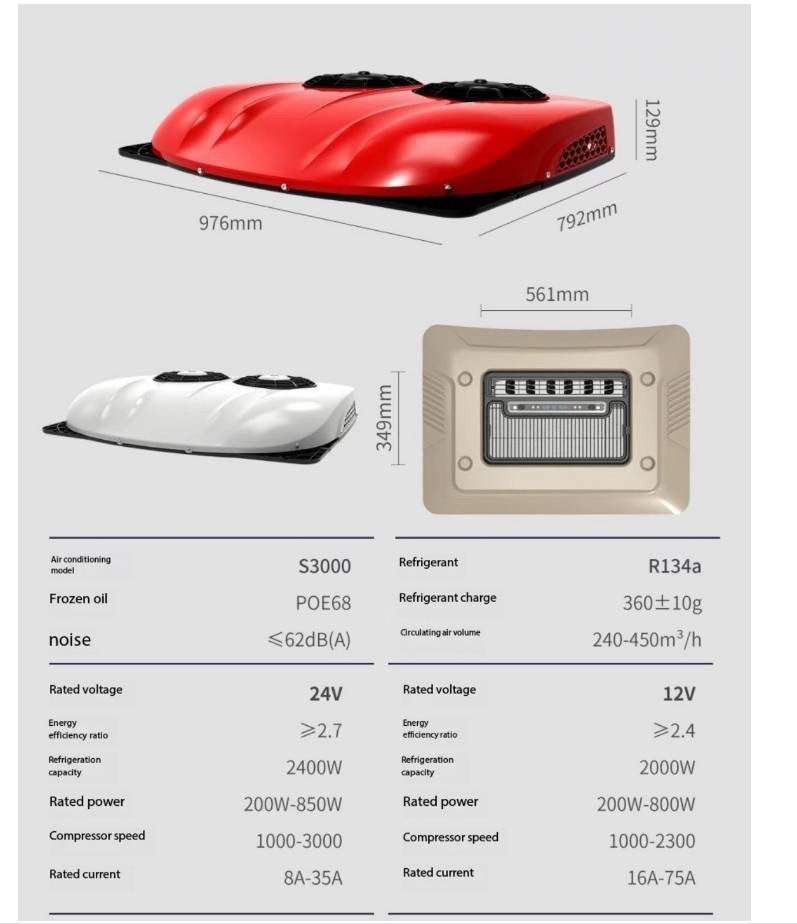 129mm
976mm
792mm
561mm
349mm
Air conditioning
model
S3000
Refrigerant
R134a
Frozen oil
POE68
Refrigerant charge
360±10g
noise
≤62dB(A)
Circulating air volume
240-450m³/h
Rated voltage
24V
Rated voltage
12V
Energy
efficiency ratio
≥2.7
Energy
efficiency ratio
≥2.4
Refrigeration
capacity
2400W
Refrigeration
capacity
2000W
Rated power
200W-850W
Rated power
200W-800W
Compressor speed
1000-3000
Compressor speed
1000-2300
Rated current
8A-35A
Rated current
16A-75A